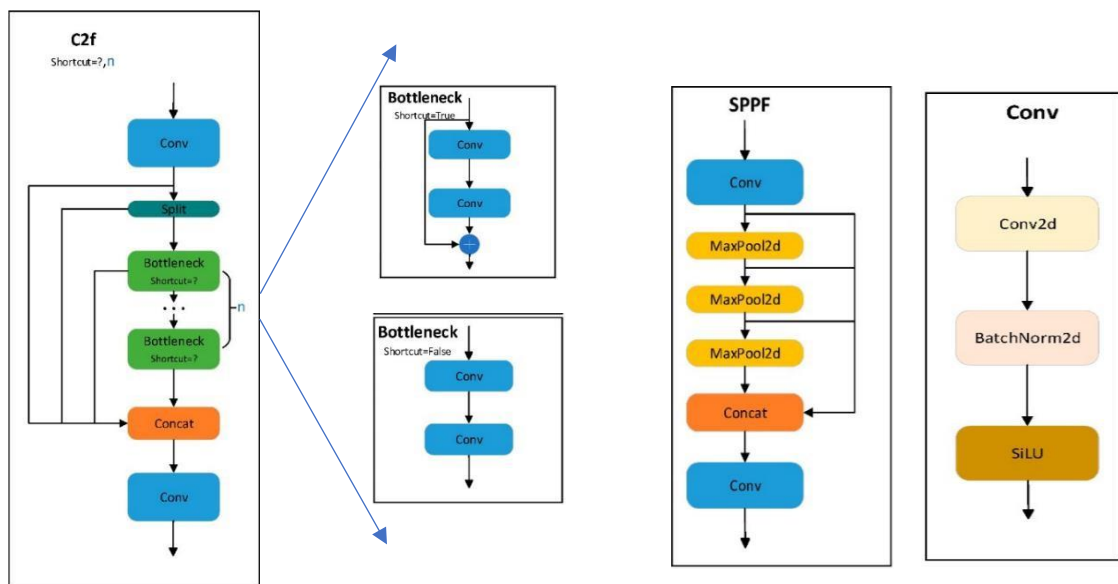 C2f
Shortcut=?,n
Conv
Split
Bottleneck
Shortcut=?
...
n
Bottleneck
Shortcut=?
Concat
Conv
Bottleneck
Shortcut=True
Conv
Conv
+
Bottleneck
Shortcut=False
Conv
Conv
SPPF
Conv
MaxPool2d
MaxPool2d
MaxPool2d
Concat
Conv
Conv
Conv2d
BatchNorm2d
SiLU